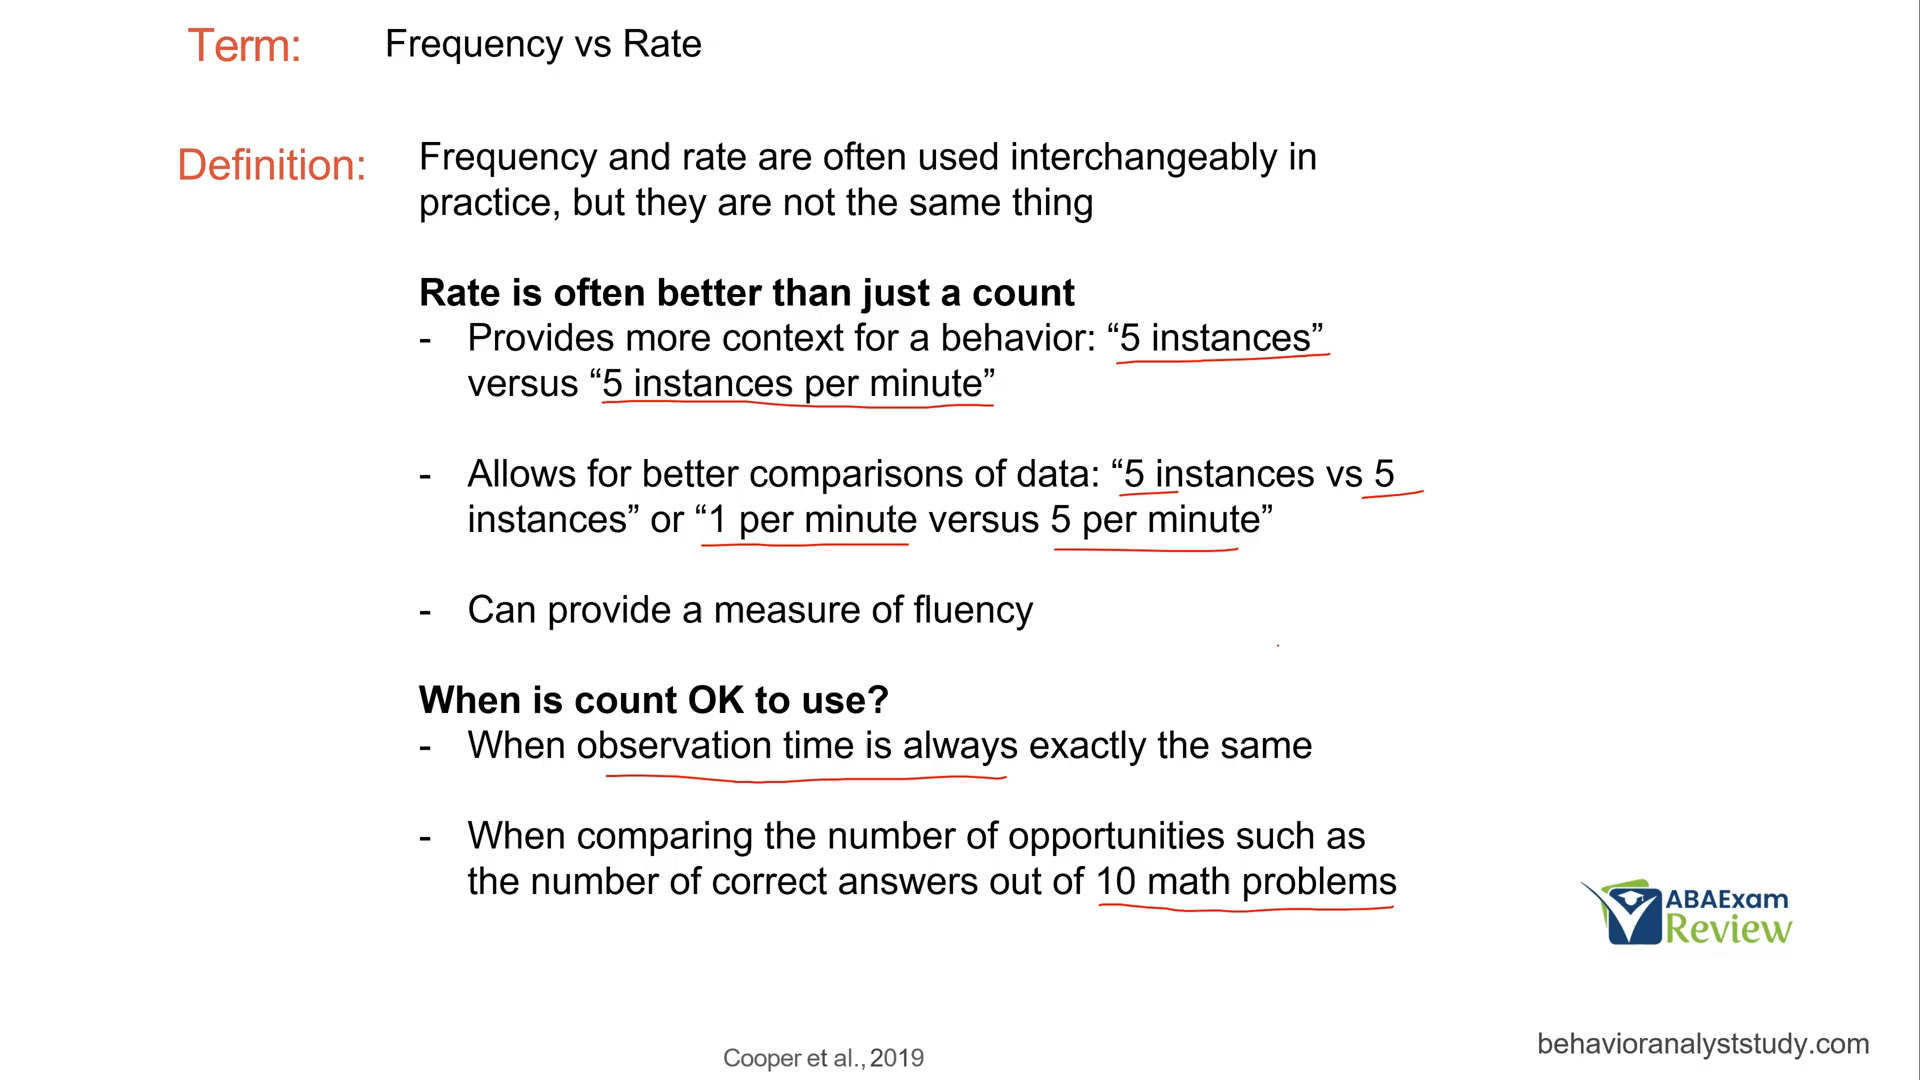 Term: Frequency vs Rate
Definition: Frequency and rate are often used interchangeably in
practice, but they are not the same thing
Rate is often better than just a count
- Provides more context for a behavior: “5 instances”
versus “5 instances per minute”
- Allows for better comparisons of data: “5 instances vs 5
instances” or “1 per minute versus 5 per minute”
- Can provide a measure of fluency
When is count OK to use?
- When observation time is always exactly the same
- When comparing the number of opportunities such as
the number of correct answers out of 10 math problems
ABAExam
Review
behavioranalyststudy.com
Cooper et al., 2019